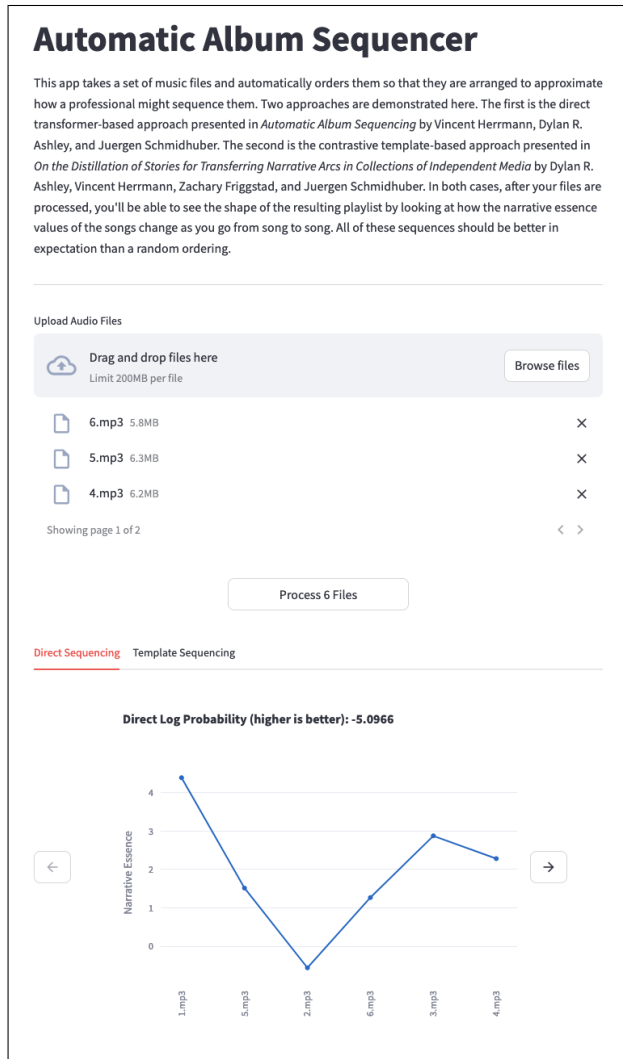 Automatic Album Sequencer
This app takes a set of music files and automatically orders them so that they are arranged to approximate
how a professional might sequence them. Two approaches are demonstrated here. The first is the direct
transformer-based approach presented in Automatic Album Sequencing by Vincent Herrmann, Dylan R.
Ashley, and Juergen Schmidhuber. The second is the contrastive template-based approach presented in
On the Distillation of Stories for Transferring Narrative Arcs in Collections of Independent Media by Dylan R.
Ashley, Vincent Herrmann, Zachary Friggstad, and Juergen Schmidhuber. In both cases, after your files are
processed, you'll be able to see the shape of the resulting playlist by looking at how the narrative essence
values of the songs change as you go from song to song. All of these sequences should be better in
expectation than a random ordering.
Upload Audio Files
Drag and drop files here
Limit 200MB per file
Browse files
6.mp3 5.8MB
5.mp3 6.3MB
4.mp3 6.2MB
Showing page 1 of 2
Process 6 Files
Direct Sequencing Template Sequencing
Direct Log Probability (higher is better): -5.0966
Narrative Essence
4
3
2
1
0
1.mp3
5.mp3
2.mp3
6.mp3
3.mp3
4.mp3